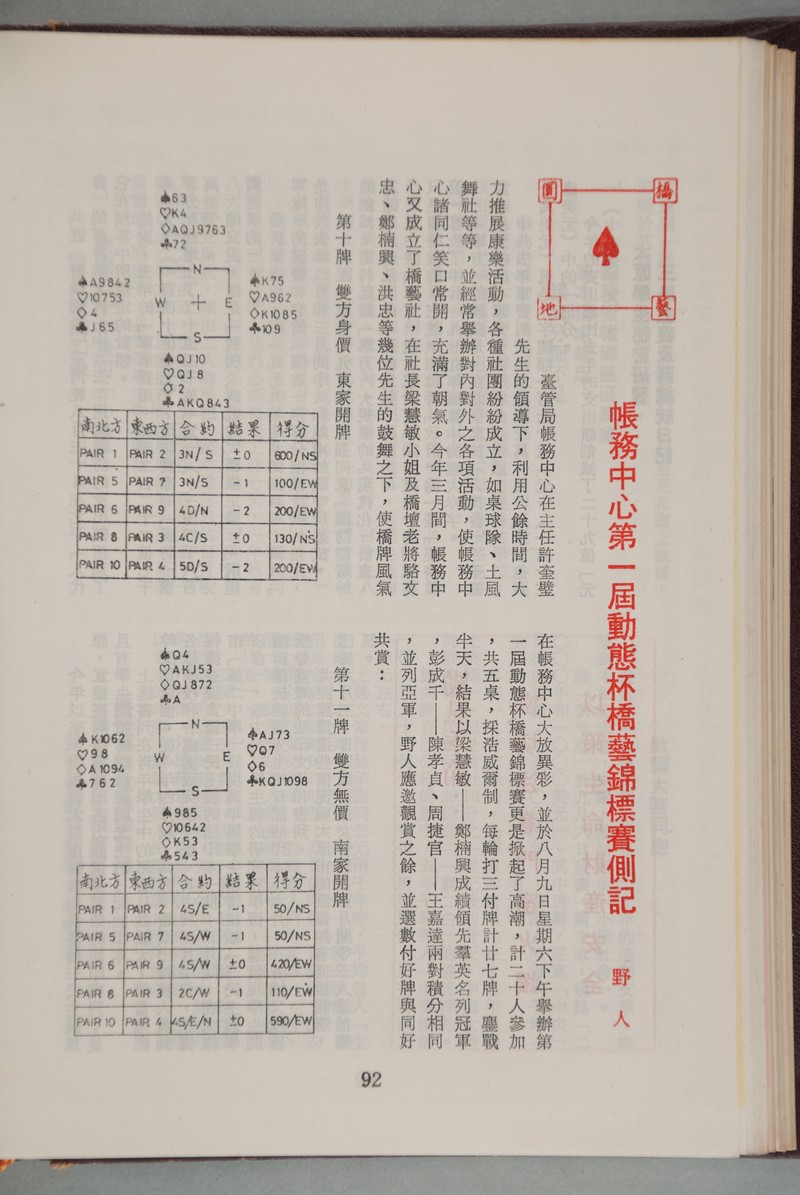 橋藝圓地
帳務中心第一屆動態杯橋藝錦標賽側記
野人
臺管局帳務中心在主任許奎璧
先生的領導下，利用公餘時間，大
力推展康樂活動，各種社團紛紛成立，如桌球隊、土風
舞社等等，並經常舉辦對內對外之各項活動，使帳務中
心諸同仁笑口常開，充滿了朝氣。今年三月間，帳務中
心又成立了橋藝社，在社長梁慧敏小姐及橋壇老將駱文
忠、鄭楠興、洪忠等幾位先生的鼓舞之下，使橋牌風氣
在帳務中心大放異彩，並於八月九日星期六下午舉辦第
一屆動態杯橋藝錦標賽更是掀起了高潮，計二十人參加
，共五桌，採浩威爾制，每輪打三付牌計廿七牌，鏖戰
半天，結果以梁慧敏——鄭楠興成績領先羣英名列冠軍
，彭成千——陳孝貞、周捷官——王嘉達兩對積分相同
，並列亞軍，野人應邀觀賞之餘，並選數付好牌與同好
共賞：
第十牌 雙方身價 東家開牌
♠63
♡K4
◇AQJ9763
♣72
♠A9842
♡10753
◇4
♣J65
N
W E
S
♠K75
♡A962
◇K1085
♣109
♠QJ10
♡QJ8
◇2
♣AKQ843
南北方 東西方 合約 結果 得分
PAIR 1 PAIR 2 3N/S ±0 600/NS
PAIR 5 PAIR 7 3N/S -1 100/EW
PAIR 6 PAIR 9 4D/N -2 200/EW
PAIR 8 PAIR 3 4C/S ±0 130/NS
PAIR 10 PAIR 4 5D/S -2 200/EW
第十一牌 雙方無價 南家開牌
♠Q4
♡AKJ53
◇QJ872
♣A
♠K1062
♡98
◇A1094
♣762
N
W E
S
♠AJ73
♡Q7
◇6
♣KQJ1098
♠985
♡10642
◇K53
♣543
南北方 東西方 合約 結果 得分
PAIR 1 PAIR 2 4S/E -1 50/NS
PAIR 5 PAIR 7 4S/W -1 50/NS
PAIR 6 PAIR 9 4S/W ±0 420/EW
PAIR 8 PAIR 3 2C/W -1 110/EW
PAIR 10 PAIR 4 4S/E/N ±0 590/EW
92